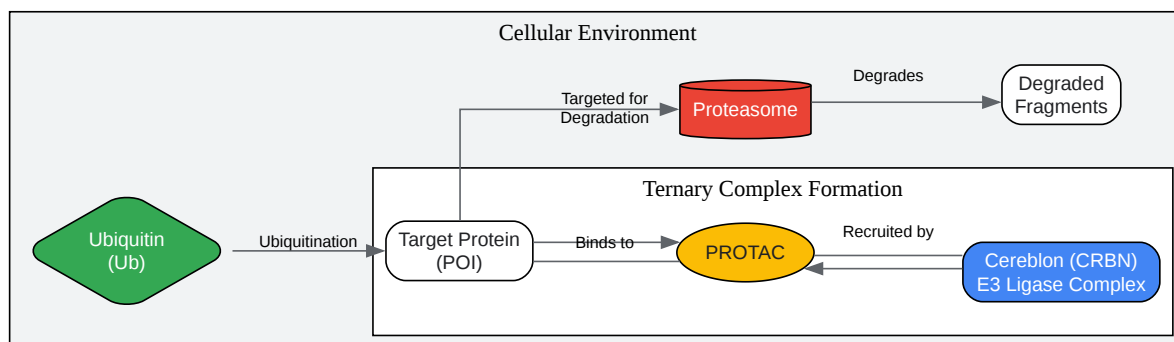 Cellular Environment
Degrades
Targeted for
Degradation
Proteasome
Degraded
Fragments
Ternary Complex Formation
Ubiquitin
(Ub)
Ubiquitination
Target Protein
(POI)
Binds to
PROTAC
Recruited by
Cereblon (CRBN)
E3 Ligase Complex